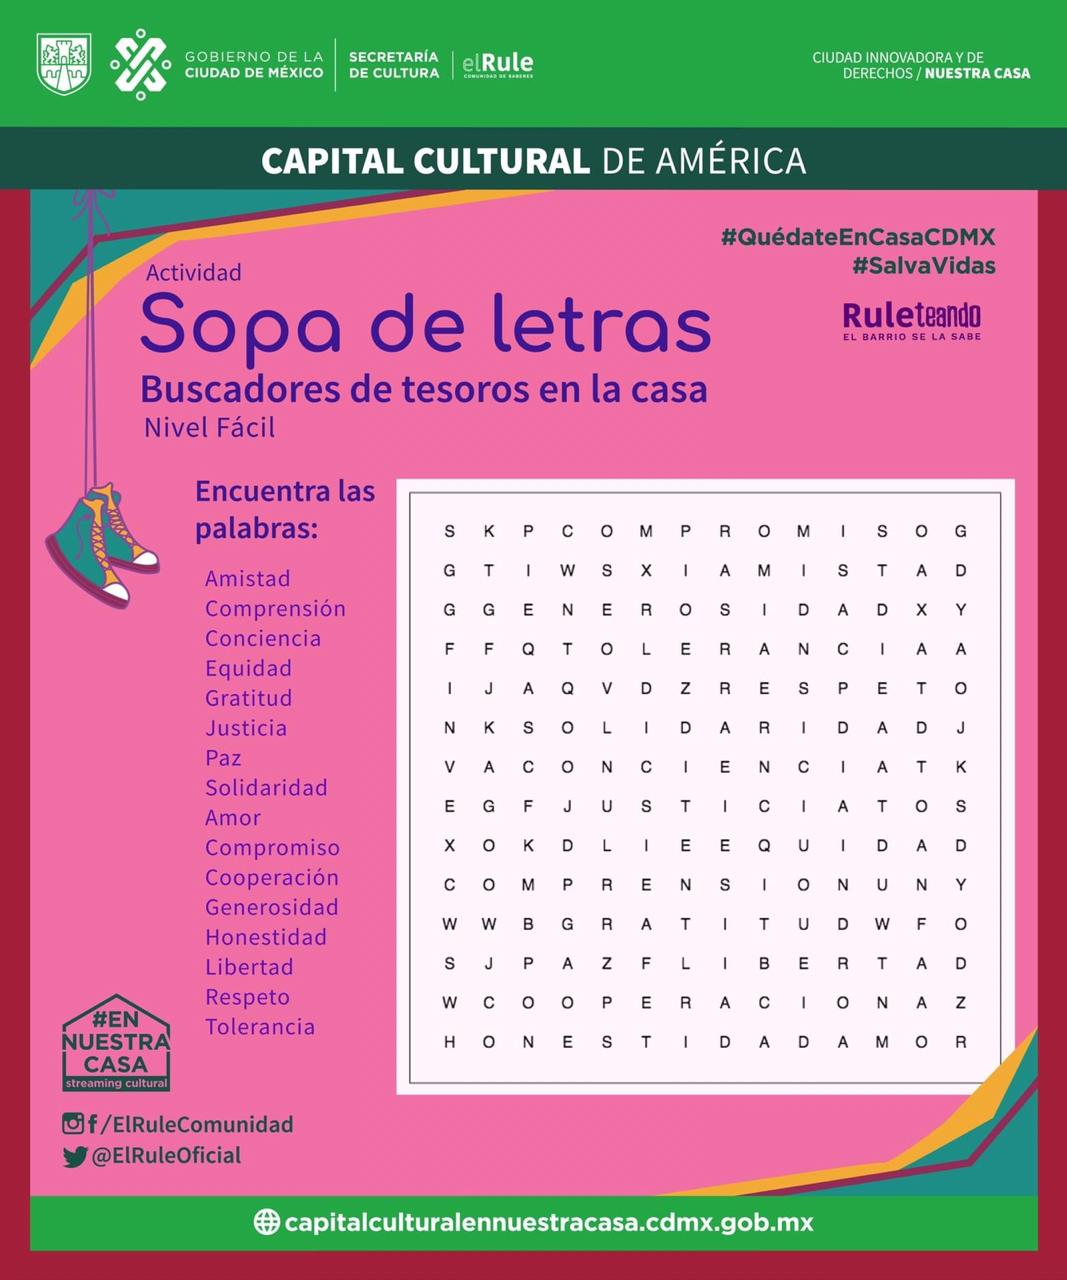 GOBIERNO DE LA
CIUDAD DE MÉXICO
SECRETARÍA
DE CULTURA
elRule
COMUNIDAD DE SABERES
CIUDAD INNOVADORA Y DE
DERECHOS / NUESTRA CASA
CAPITAL CULTURAL DE AMÉRICA
#QuédateEnCasaCDMX
#SalvaVidas
Ruleteando
EL BARRIO SE LA SABE
Actividad
Sopa de letras
Buscadores de tesoros en la casa
Nivel Fácil
Encuentra las
palabras:
Amistad
Comprensión
Conciencia
Equidad
Gratitud
Justicia
Paz
Solidaridad
Amor
Compromiso
Cooperación
Generosidad
Honestidad
Libertad
Respeto
Tolerancia
S K P C O M P R O M I S O G
G T I W S X I A M I S T A D
G G E N E R O S I D A D X Y
F F Q T O L E R A N C I A A
I J A Q V D Z R E S P E T O
N K S O L I D A R I D A D J
V A C O N C I E N C I A T K
E G F J U S T I C I A T O S
X O K D L I E E Q U I D A D
C O M P R E N S I O N U N Y
W W B G R A T I T U D W F O
S J P A Z F L I B E R T A D
W C O O P E R A C I O N A Z
H O N E S T I D A D A M O R
#EN
NUESTRA
CASA
streaming cultural
f/ElRuleComunidad
@ElRuleOficial
capitalculturalennuestracasa.cdmx.gob.mx